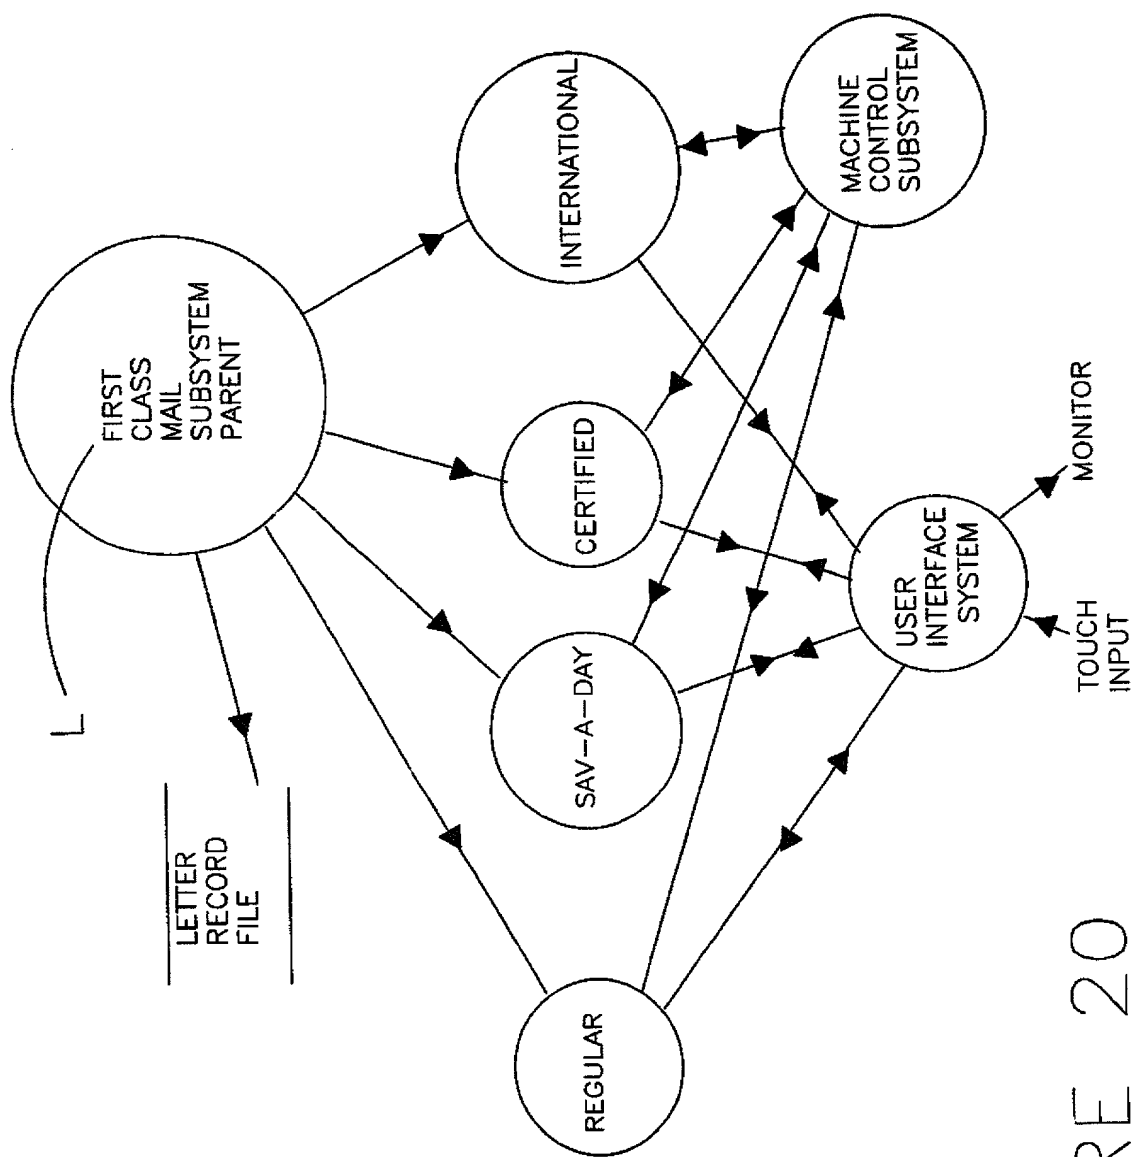 L
FIRST
CLASS
MAIL
SUBSYSTEM
PARENT
LETTER
RECORD
FILE
REGULAR
SAV-A-DAY
CERTIFIED
INTERNATIONAL
MACHINE
CONTROL
SUBSYSTEM
USER
INTERFACE
SYSTEM
TOUCH
INPUT
MONITOR
RE 20